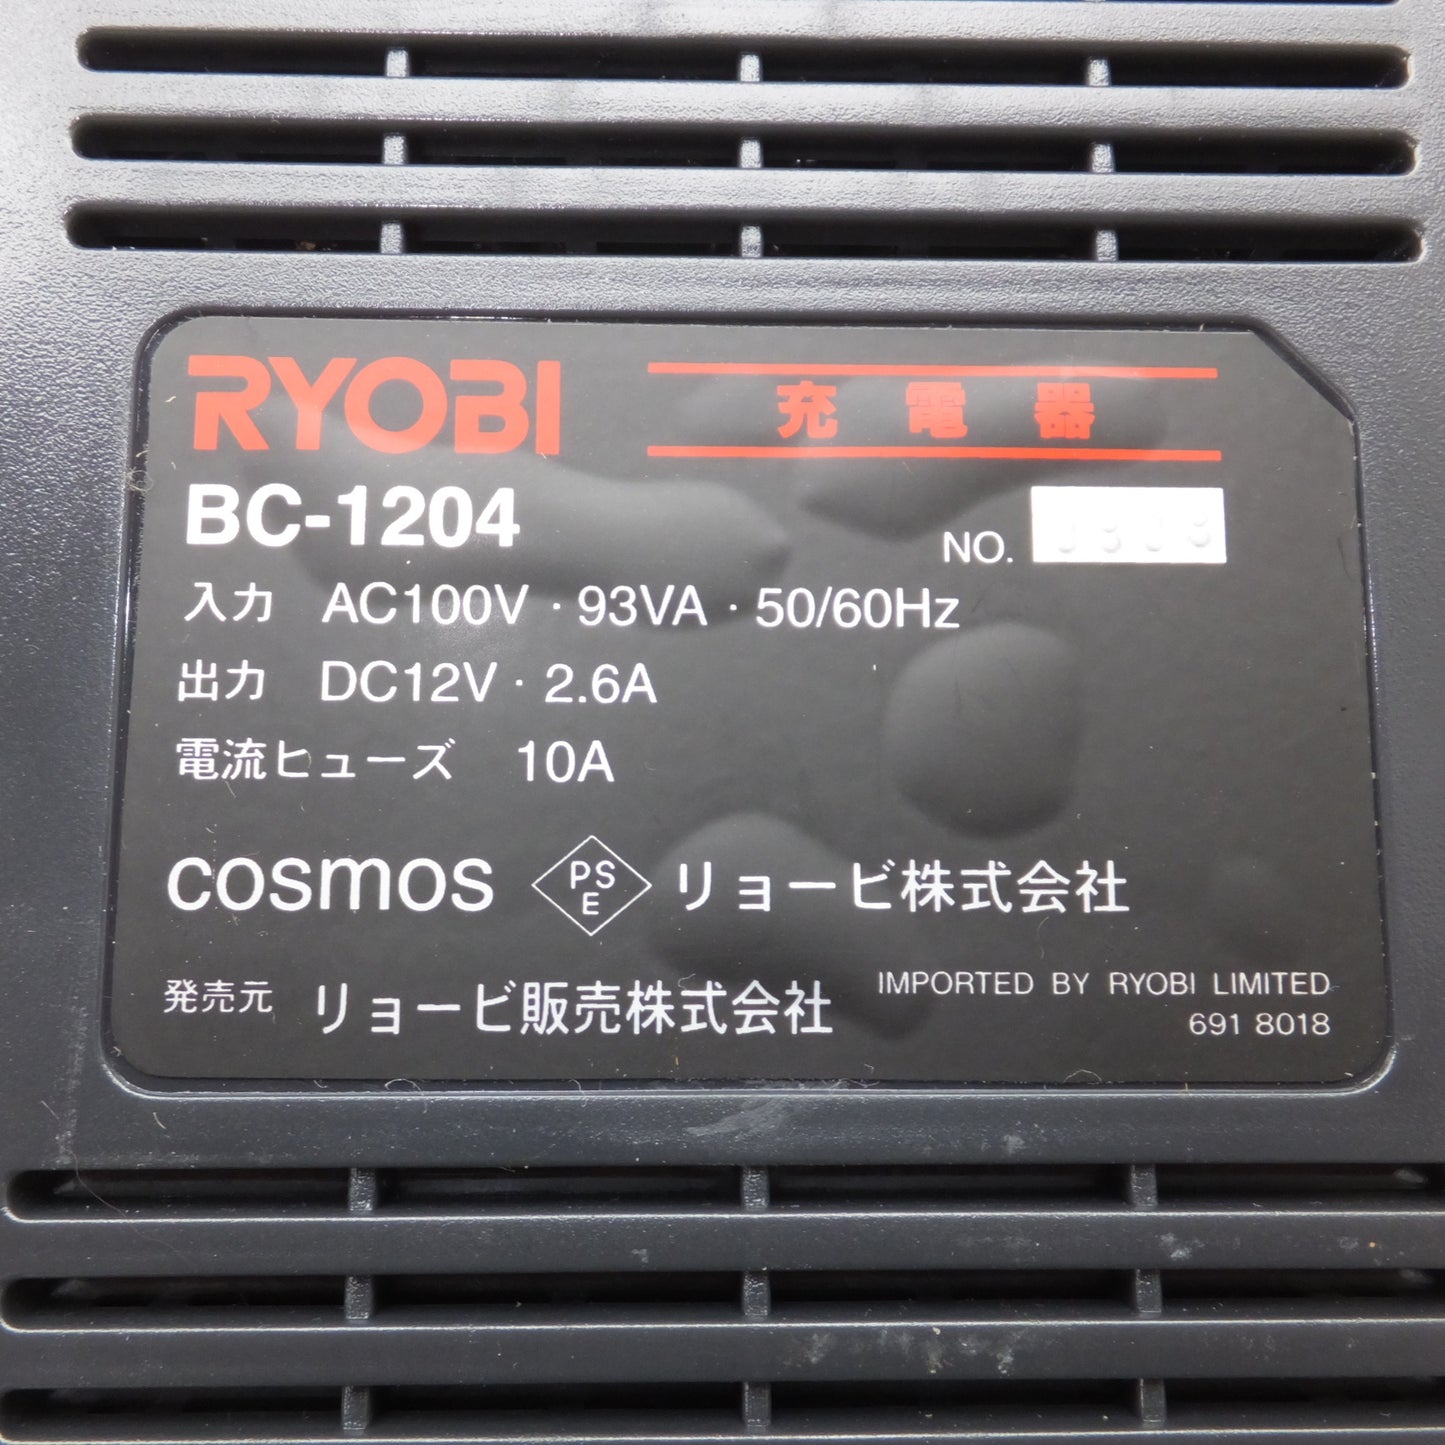 RYOBI 充電器
BC-1204
NO.
入力 AC100V · 93VA · 50/60Hz
出力 DC12V · 2.6A
電流ヒューズ 10A
cosmos PSE リョービ株式会社
発売元 リョービ販売株式会社
IMPORTED BY RYOBI LIMITED
691 8018